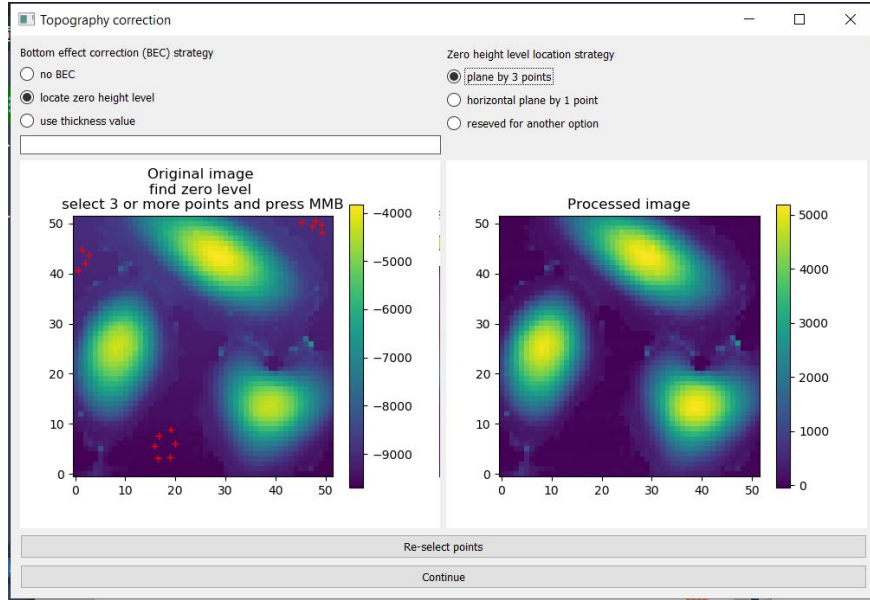 Topography correction
Bottom effect correction (BEC) strategy
no BEC
locate zero height level
use thickness value
Zero height level location strategy
plane by 3 points
horizontal plane by 1 point
reseved for another option
Original image
find zero level
select 3 or more points and press MMB
50
40
30
20
10
0
0 10 20 30 40 50
−4000
−5000
−6000
−7000
−8000
−9000
Processed image
50
40
30
20
10
0
0 10 20 30 40 50
5000
4000
3000
2000
1000
0
Re-select points
Continue